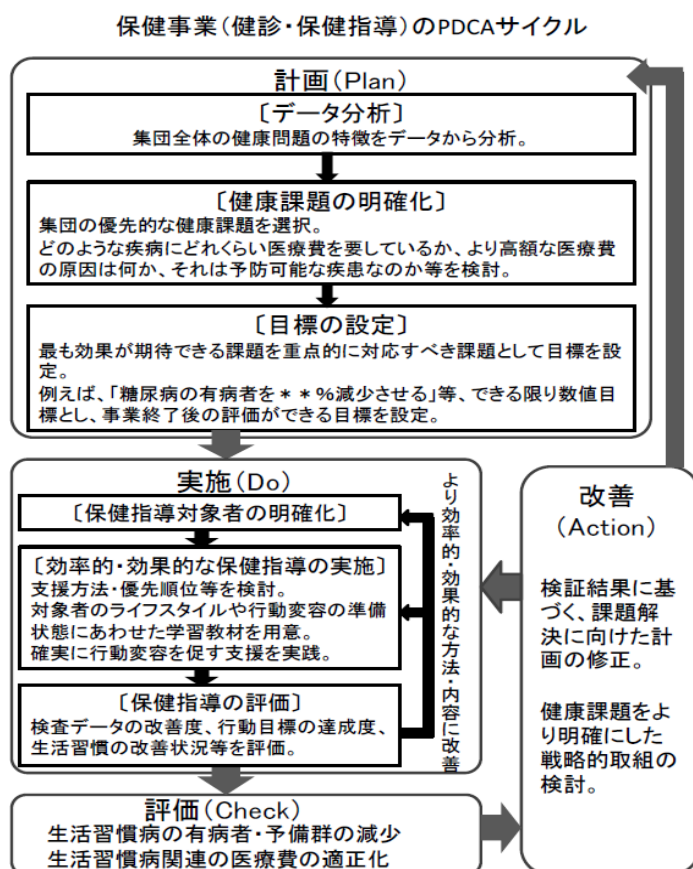 保健事業(健診・保健指導)のPDCAサイクル
計画(Plan)
〔データ分析〕
集団全体の健康問題の特徴をデータから分析。
〔健康課題の明確化〕
集団の優先的な健康課題を選択。
どのような疾病にどれくらい医療費を要しているか、より高額な医療費
の原因は何か、それは予防可能な疾患なのか等を検討。
〔目標の設定〕
最も効果が期待できる課題を重点的に対応すべき課題として目標を設
定。
例えば、「糖尿病の有病者を**%減少させる」等、できる限り数値目
標とし、事業終了後の評価ができる目標を設定。
実施(Do)
〔保健指導対象者の明確化〕
〔効率的・効果的な保健指導の実施〕
支援方法・優先順位等を検討。
対象者のライフスタイルや行動変容の準備
状態にあわせた学習教材を用意。
確実に行動変容を促す支援を実践。
〔保健指導の評価〕
検査データの改善度、行動目標の達成度、
生活習慣の改善状況等を評価。
より効率的・効果的な方法・内容に改善
評価(Check)
生活習慣病の有病者・予備群の減少
生活習慣病関連の医療費の適正化
改善
(Action)
検証結果に基
づく、課題解
決に向けた計
画の修正。
健康課題をよ
り明確にした
戦略的取組の
検討。